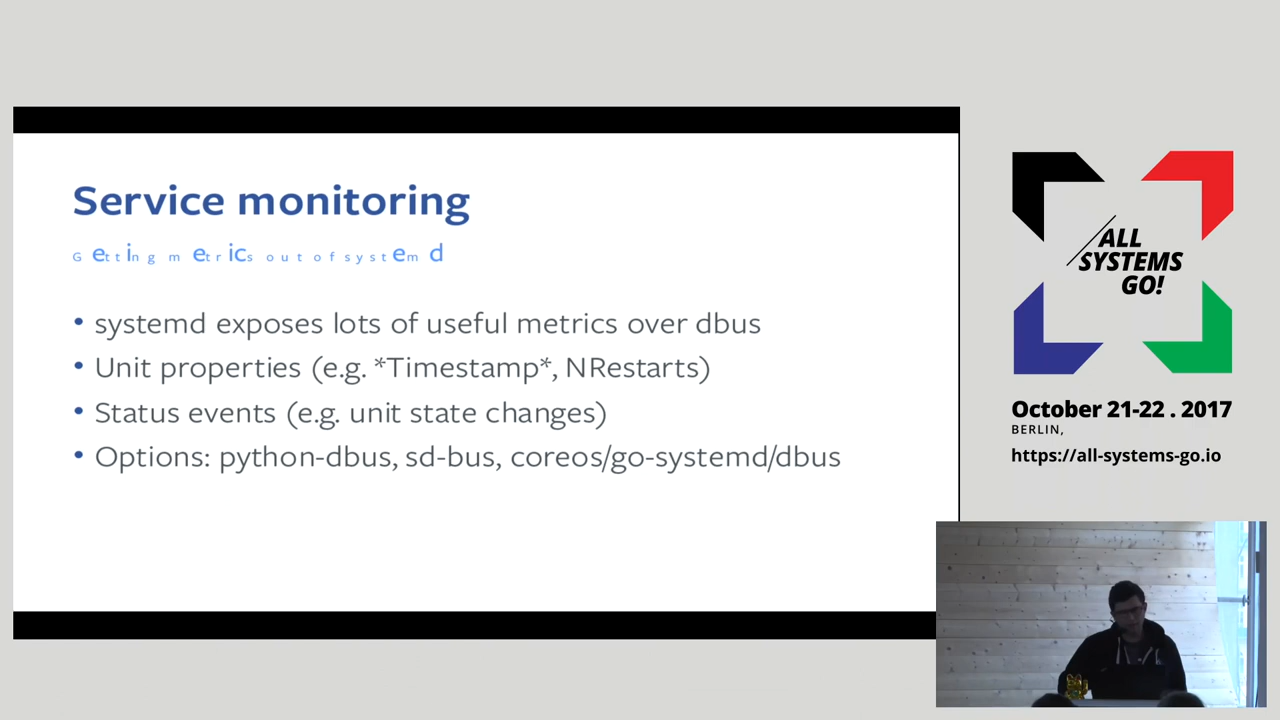 Service monitoring
Getting metrics out of systemd
• systemd exposes lots of useful metrics over dbus
• Unit properties (e.g. *Timestamp*, NRestarts)
• Status events (e.g. unit state changes)
• Options: python-dbus, sd-bus, coreos/go-systemd/dbus
ALL
SYSTEMS
GO!
October 21-22 . 2017
BERLIN,
https://all-systems-go.io